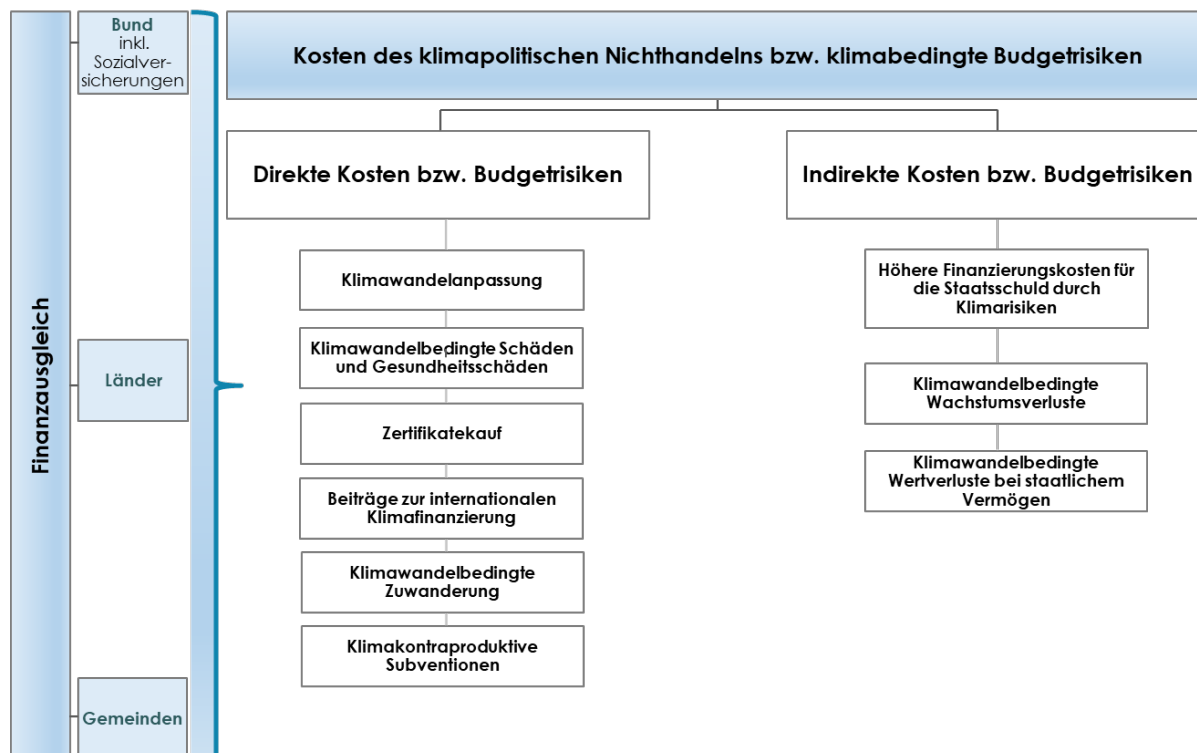 Finanzausgleich
Bund
inkl.
Sozialver-
sicherungen
Länder
Gemeinden
Kosten des klimapolitischen Nichthandelns bzw. klimabedingte Budgetrisiken
Direkte Kosten bzw. Budgetrisiken
Klimawandelanpassung
Klimawandelbedingte Schäden
und Gesundheitsschäden
Zertifikatekauf
Beiträge zur internationalen
Klimafinanzierung
Klimawandelbedingte
Zuwanderung
Klimakontraproduktive
Subventionen
Indirekte Kosten bzw. Budgetrisiken
Höhere Finanzierungskosten für
die Staatsschuld durch
Klimarisiken
Klimawandelbedingte
Wachstumsverluste
Klimawandelbedingte
Wertverluste bei staatlichem
Vermögen